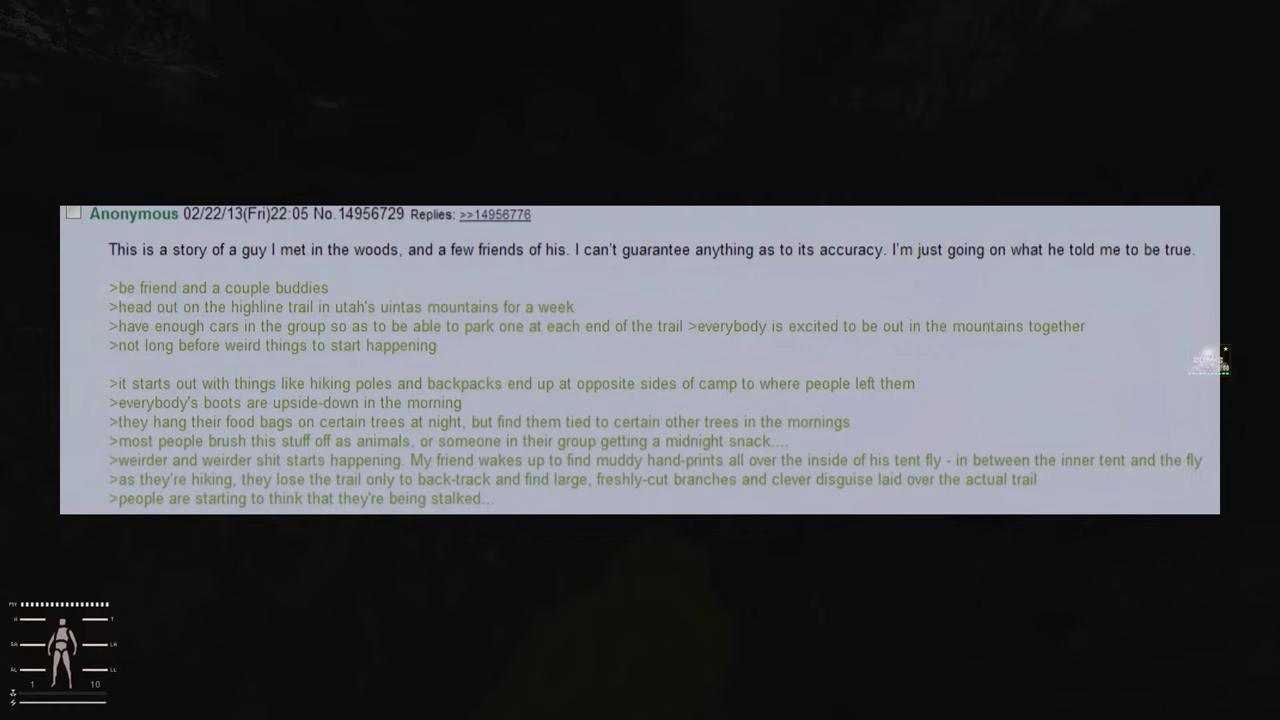 Anonymous 02/22/13(Fri)22:05 No.14956729 Replies: >>14956776
This is a story of a guy I met in the woods, and a few friends of his. I can't guarantee anything as to its accuracy. I'm just going on what he told me to be true.
>be friend and a couple buddies
>head out on the highline trail in utah's uintas mountains for a week
>have enough cars in the group so as to be able to park one at each end of the trail >everybody is excited to be out in the mountains together
>not long before weird things to start happening
>it starts out with things like hiking poles and backpacks end up at opposite sides of camp to where people left them
>everybody's boots are upside-down in the morning
>they hang their food bags on certain trees at night, but find them tied to certain other trees in the mornings
>most people brush this stuff off as animals, or someone in their group getting a midnight snack....
>weirder and weirder shit starts happening. My friend wakes up to find muddy hand-prints all over the inside of his tent fly - in between the inner tent and the fly
>as they're hiking, they lose the trail only to back-track and find large, freshly-cut branches and clever disguise laid over the actual trail
>people are starting to think that they're being stalked...
PSY
H T
RA LA
RL LL
1 10